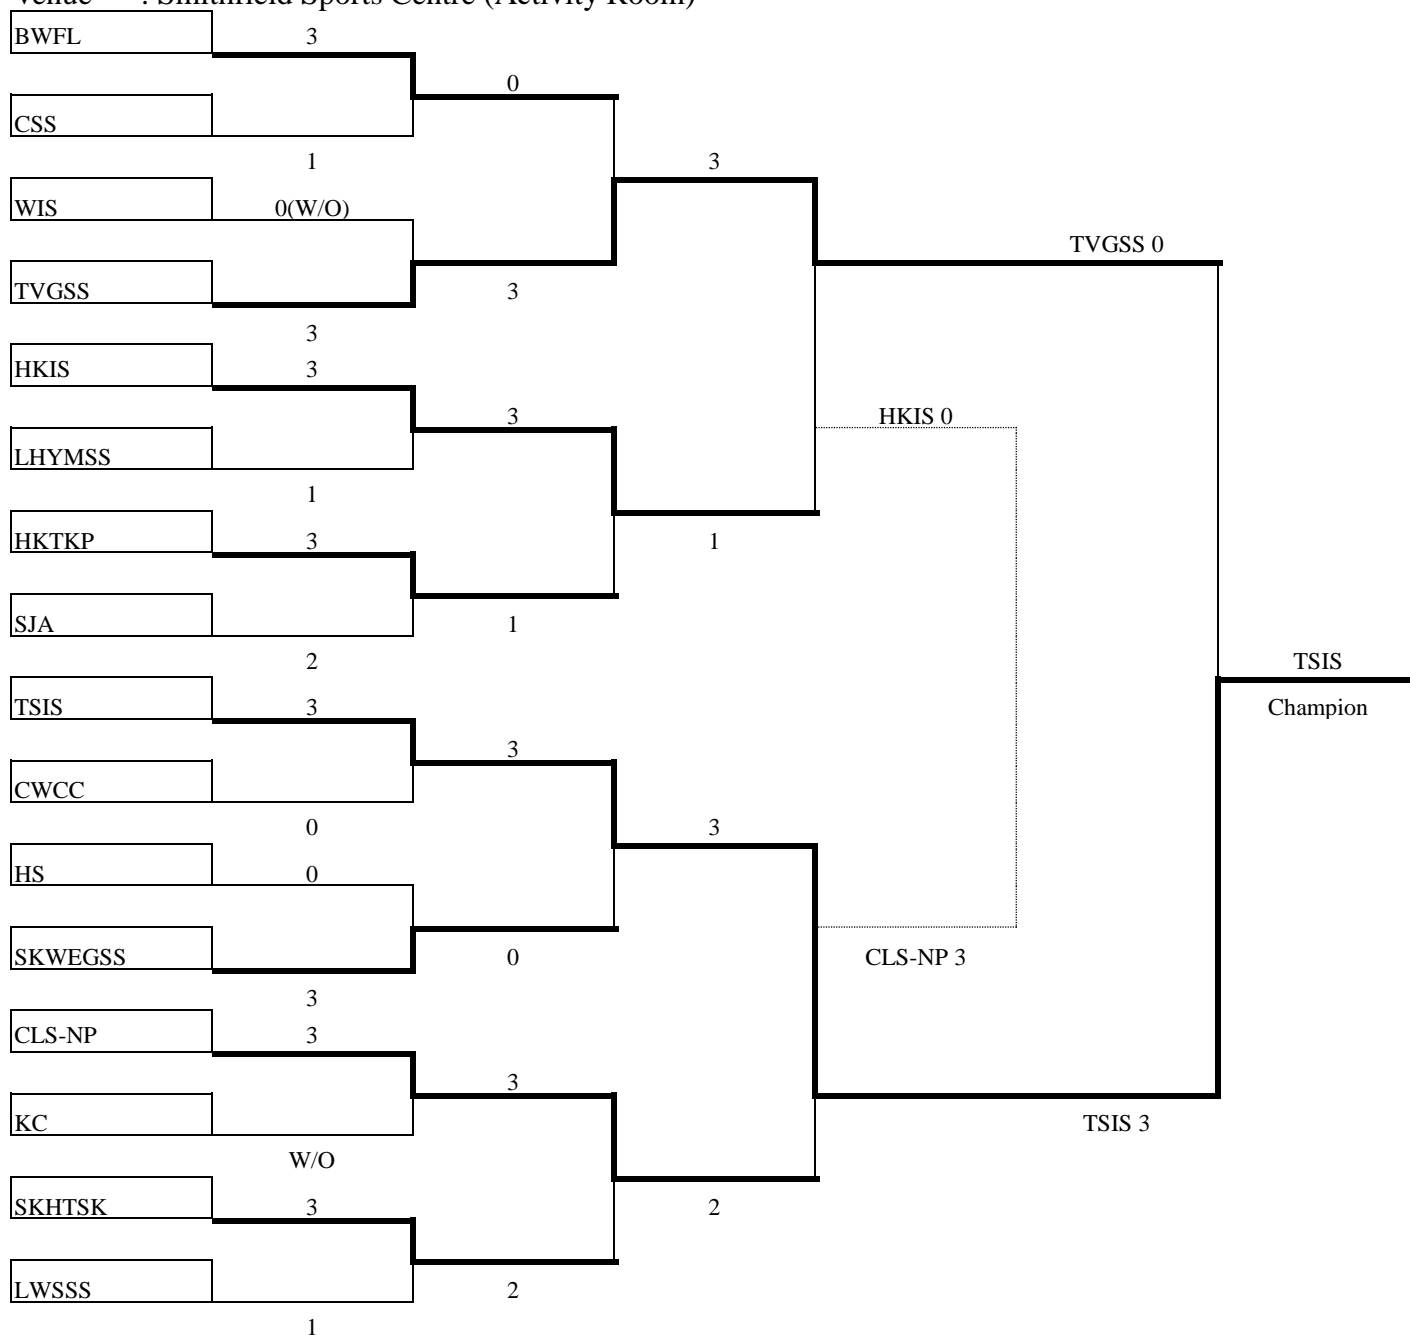 Venue : Smithfield Sports Centre (Activity Room)
BWFL 3
0
CSS
1
3
WIS 0(W/O)
TVGSS 0
TVGSS 3
3
HKIS 3
3
HKIS 0
LHYMSS
1
HKTKP 3
1
SJA 1
2
TSIS
TSIS 3
Champion
3
CWCC
0
3
HS 0
SKWEGSS 0
CLS-NP 3
3
CLS-NP 3
3
KC
TSIS 3
W/O
SKHTSK 3
2
LWSSS 2
1